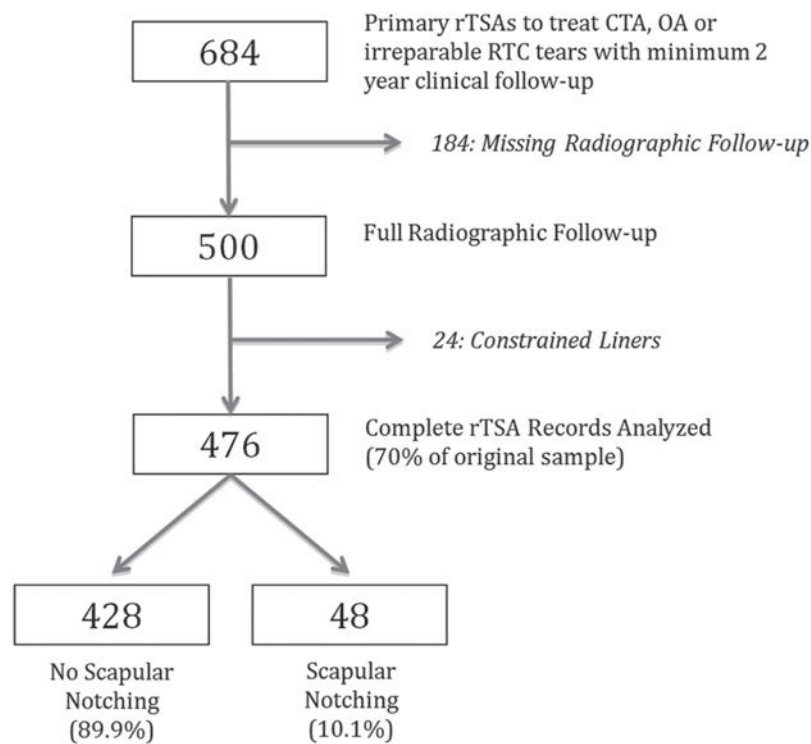 684
Primary rTSAs to treat CTA, OA or
irreparable RTC tears with minimum 2
year clinical follow-up
184: Missing Radiographic Follow-up
500
Full Radiographic Follow-up
24: Constrained Liners
476
Complete rTSA Records Analyzed
(70% of original sample)
428
No Scapular
Notching
(89.9%)
48
Scapular
Notching
(10.1%)